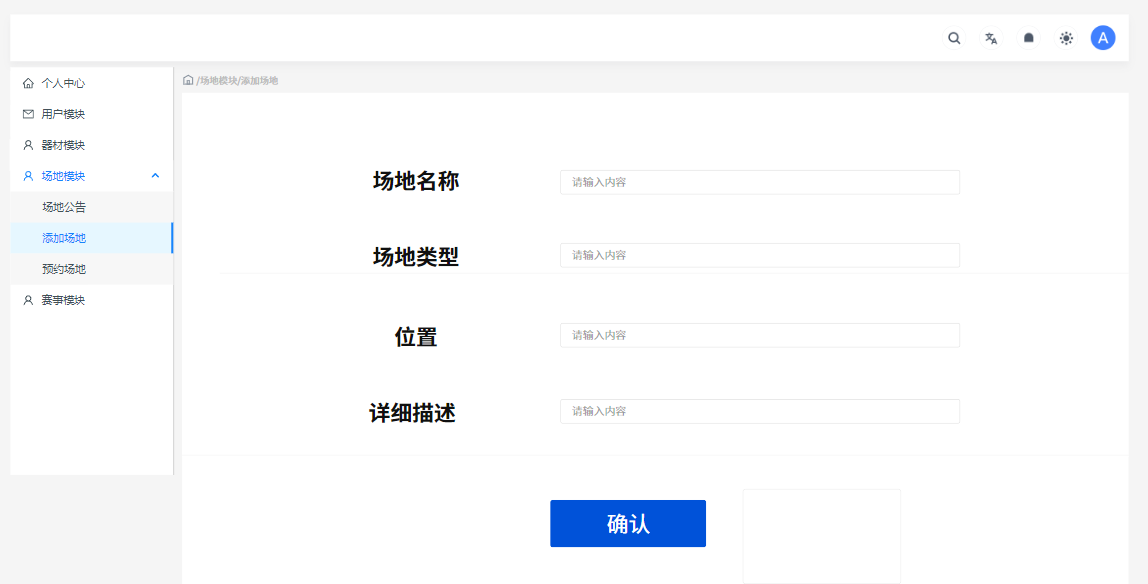 A
个人中心
用户模块
器材模块
场地模块
场地公告
添加场地
预约场地
赛事模块
/场地模块/添加场地
场地名称 请输入内容
场地类型 请输入内容
位置 请输入内容
详细描述 请输入内容
确认